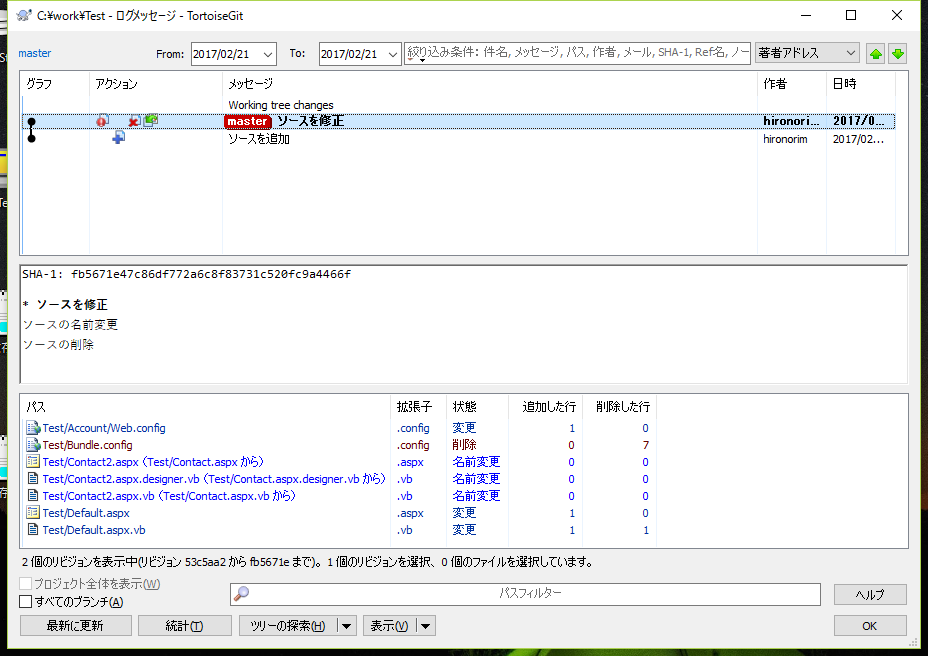 C:¥work¥Test - ログメッセージ - TortoiseGit
master From: 2017/02/21 To: 2017/02/21 絞り込み条件: 件名, メッセージ, パス, 作者, メール, SHA-1, Ref名, ノー 著者アドレス
グラフ アクション メッセージ 作者 日時
Working tree changes
master ソースを修正 hironori... 2017/0...
ソースを追加 hironorim 2017/02...
SHA-1: fb5671e47c86df772a6c8f83731c520fc9a4466f
* ソースを修正
ソースの名前変更
ソースの削除
パス 拡張子 状態 追加した行 削除した行
Test/Account/Web.config .config 変更 1 0
Test/Bundle.config .config 削除 0 7
Test/Contact2.aspx (Test/Contact.aspx から) .aspx 名前変更 0 0
Test/Contact2.aspx.designer.vb (Test/Contact.aspx.designer.vb から) .vb 名前変更 0 0
Test/Contact2.aspx.vb (Test/Contact.aspx.vb から) .vb 名前変更 0 0
Test/Default.aspx .aspx 変更 1 0
Test/Default.aspx.vb .vb 変更 1 1
2 個のリビジョンを表示中(リビジョン 53c5aa2 から fb5671e まで)。1 個のリビジョンを選択、0 個のファイルを選択しています。
プロジェクト全体を表示(W)
すべてのブランチ(A)
パスフィルター
ヘルプ
最新に更新 統計(T) ツリーの探索(H) 表示(V) OK